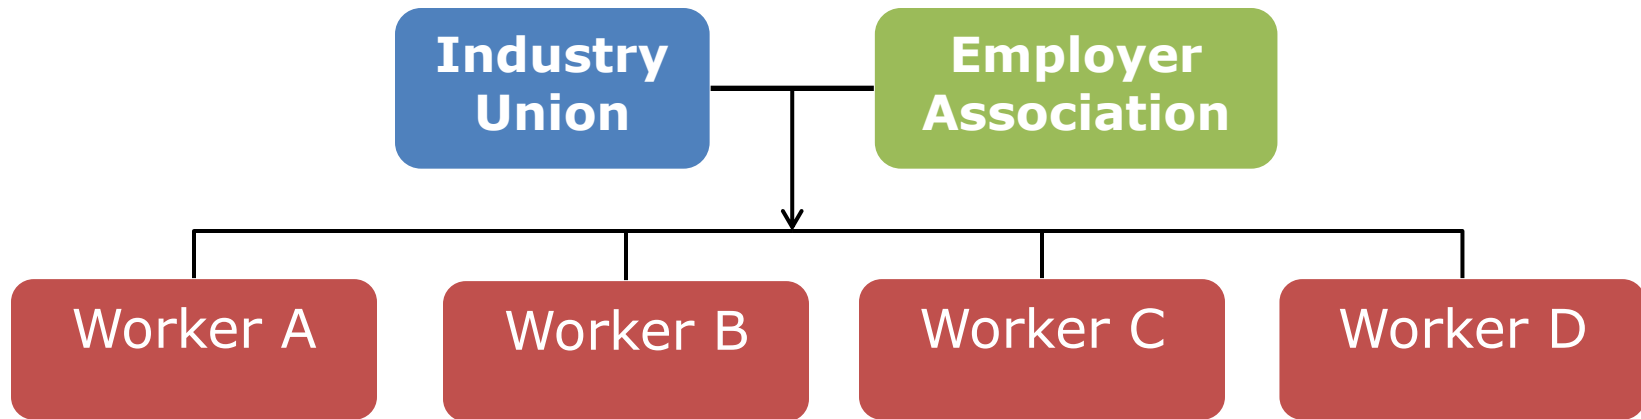 Industry
Union
Employer
Association
Worker A
Worker B
Worker C
Worker D